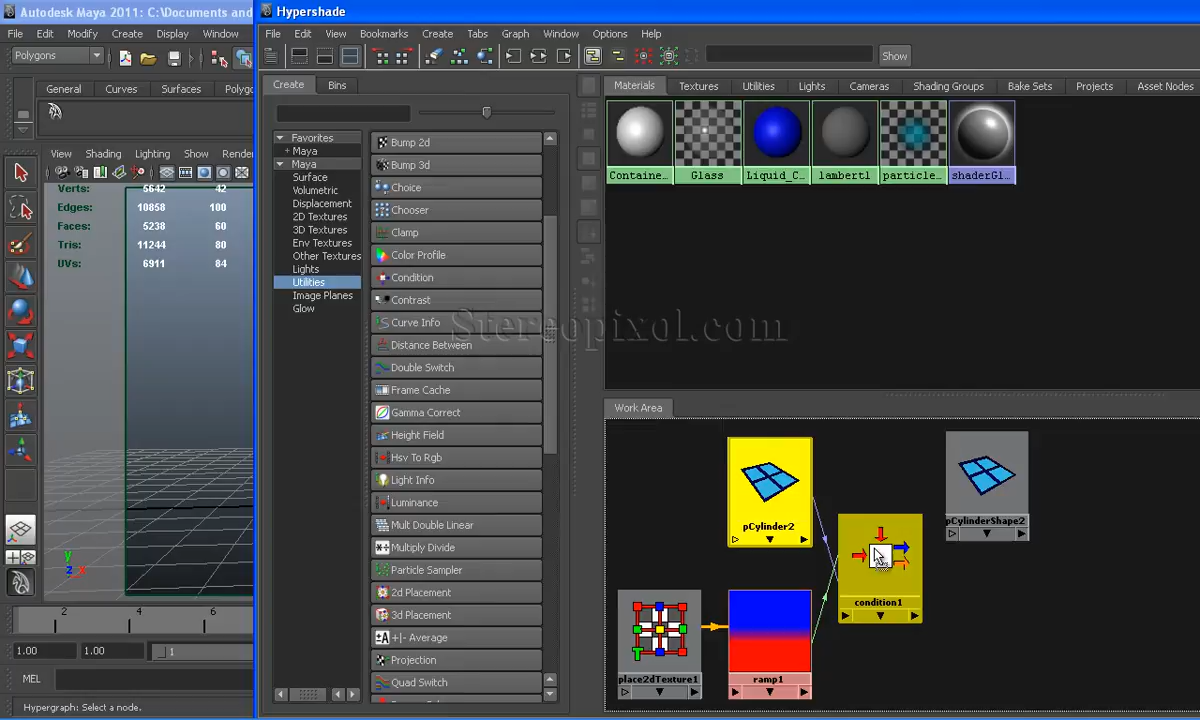 Autodesk Maya 2011: C:\Documents and
Hypershade
File Edit Modify Create Display Window
File Edit View Bookmarks Create Tabs Graph Window Options Help
Polygons
Show
General Curves Surfaces Polyg
Create Bins
Materials Textures Utilities Lights Cameras Shading Groups Bake Sets Projects Asset Nodes
View Shading Lighting Show Render
Verts: 5642 42
Edges: 10858 100
Faces: 5238 60
Tris: 11244 80
UVs: 6911 84
Favorites
+ Maya
Maya
Surface
Volumetric
Displacement
2D Textures
3D Textures
Env Textures
Other Textures
Lights
Utilities
Image Planes
Glow
Bump 2d
Bump 3d
Choice
Chooser
Clamp
Color Profile
Condition
Contrast
Curve Info
Distance Between
Double Switch
Frame Cache
Gamma Correct
Height Field
Hsv To Rgb
Light Info
Luminance
Mult Double Linear
Multiply Divide
Particle Sampler
2d Placement
3d Placement
+|- Average
Projection
Quad Switch
Containe... Glass Liquid_C... lambert1 particle... shaderGl...
Stereopixol.com
Work Area
pCylinder2
pCylinderShape2
condition1
place2dTexture1
ramp1
y
z x
2 4 6
1.00 1.00 1
MEL
Hypergraph: Select a node.